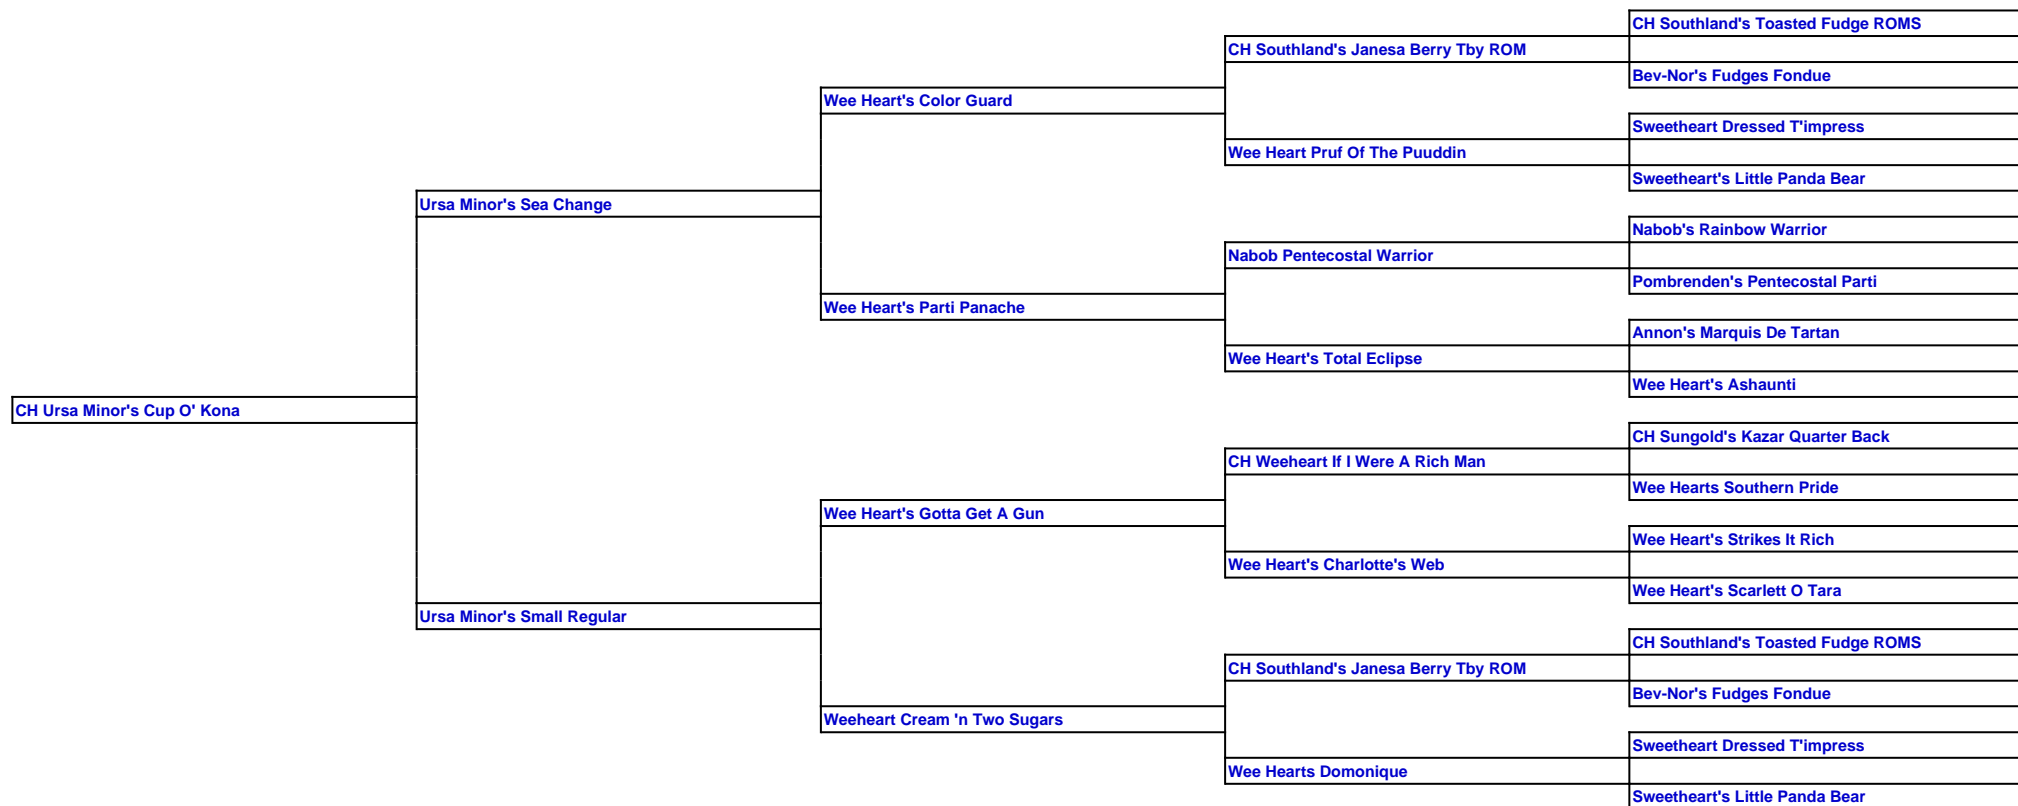 CH Southland's Toasted Fudge ROMS
CH Southland's Janesa Berry Tby ROM
Bev-Nor's Fudges Fondue
Wee Heart's Color Guard
Sweetheart Dressed T'impress
Wee Heart Pruf Of The Puuddin
Sweetheart's Little Panda Bear
Ursa Minor's Sea Change
Nabob's Rainbow Warrior
Nabob Pentecostal Warrior
Pombrenden's Pentecostal Parti
Wee Heart's Parti Panache
Annon's Marquis De Tartan
Wee Heart's Total Eclipse
Wee Heart's Ashaunti
CH Ursa Minor's Cup O' Kona
CH Sungold's Kazar Quarter Back
CH Weeheart If I Were A Rich Man
Wee Hearts Southern Pride
Wee Heart's Gotta Get A Gun
Wee Heart's Strikes It Rich
Wee Heart's Charlotte's Web
Wee Heart's Scarlett O Tara
Ursa Minor's Small Regular
CH Southland's Toasted Fudge ROMS
CH Southland's Janesa Berry Tby ROM
Bev-Nor's Fudges Fondue
Weeheart Cream 'n Two Sugars
Sweetheart Dressed T'impress
Wee Hearts Domonique
Sweetheart's Little Panda Bear